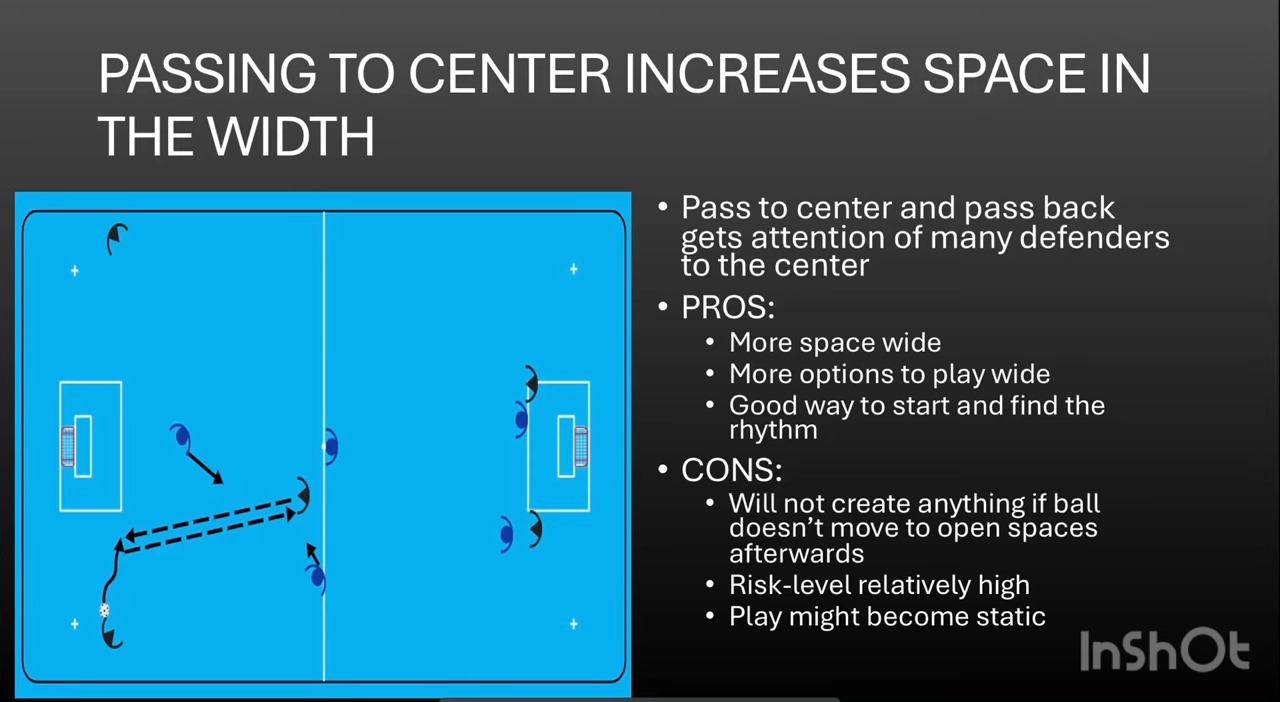 PASSING TO CENTER INCREASES SPACE IN
THE WIDTH
• Pass to center and pass back
gets attention of many defenders
to the center
• PROS:
• More space wide
• More options to play wide
• Good way to start and find the
rhythm
• CONS:
• Will not create anything if ball
doesn’t move to open spaces
afterwards
• Risk-level relatively high
• Play might become static
InShOt